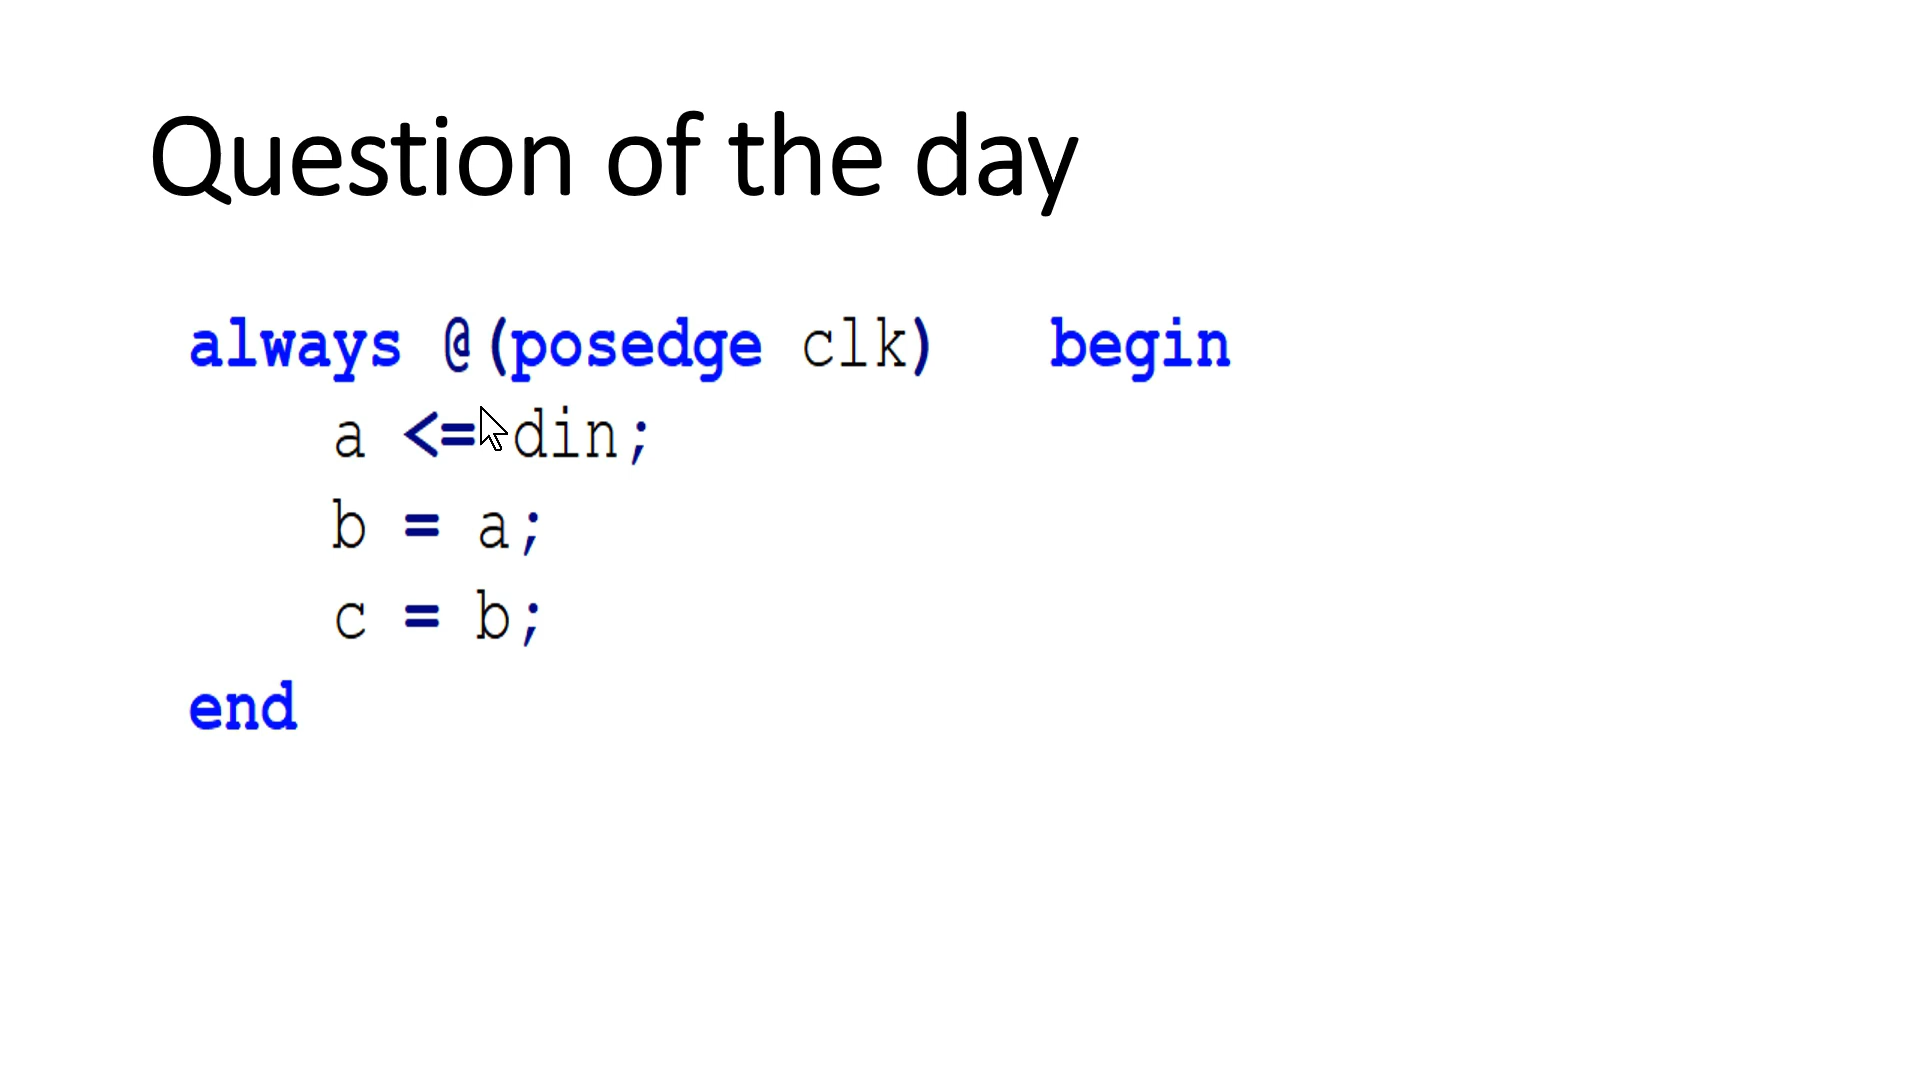 Question of the day
always @(posedge clk)   begin
    a <= din;
    b = a;
    c = b;
end